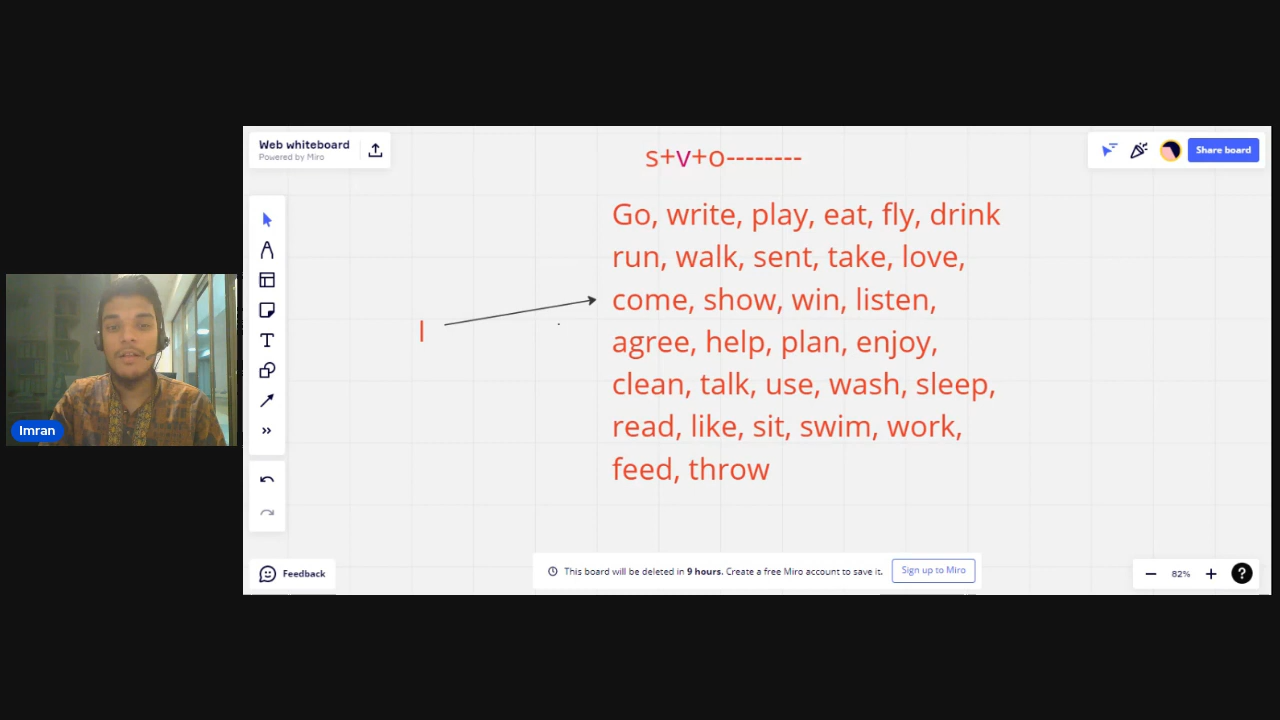 Web whiteboard
Powered by Miro
Share board
s+v+o--------
Go, write, play, eat, fly, drink
run, walk, sent, take, love,
come, show, win, listen,
agree, help, plan, enjoy,
clean, talk, use, wash, sleep,
read, like, sit, swim, work,
feed, throw
I
T
Imran
Feedback
This board will be deleted in 9 hours. Create a free Miro account to save it.
Sign up to Miro
82%
?